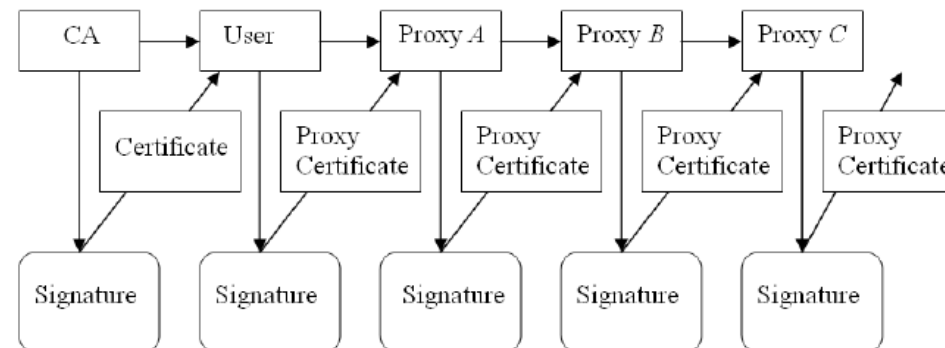 CA
User
Proxy A
Proxy B
Proxy C
Certificate
Proxy
Certificate
Proxy
Certificate
Proxy
Certificate
Proxy
Certificate
Signature
Signature
Signature
Signature
Signature